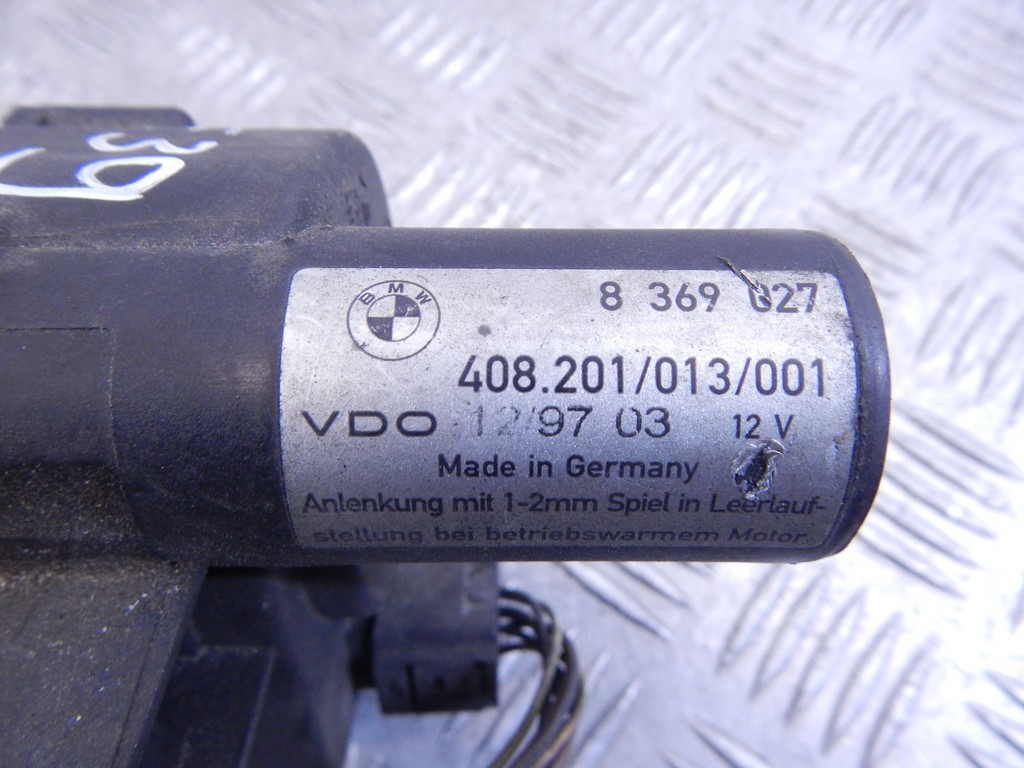 BMW
8 369 027
408.201/013/001
VDO 12/97 03 12 V
Made in Germany
Anlenkung mit 1-2mm Spiel in Leerlauf-
stellung bei betriebswarmem Motor